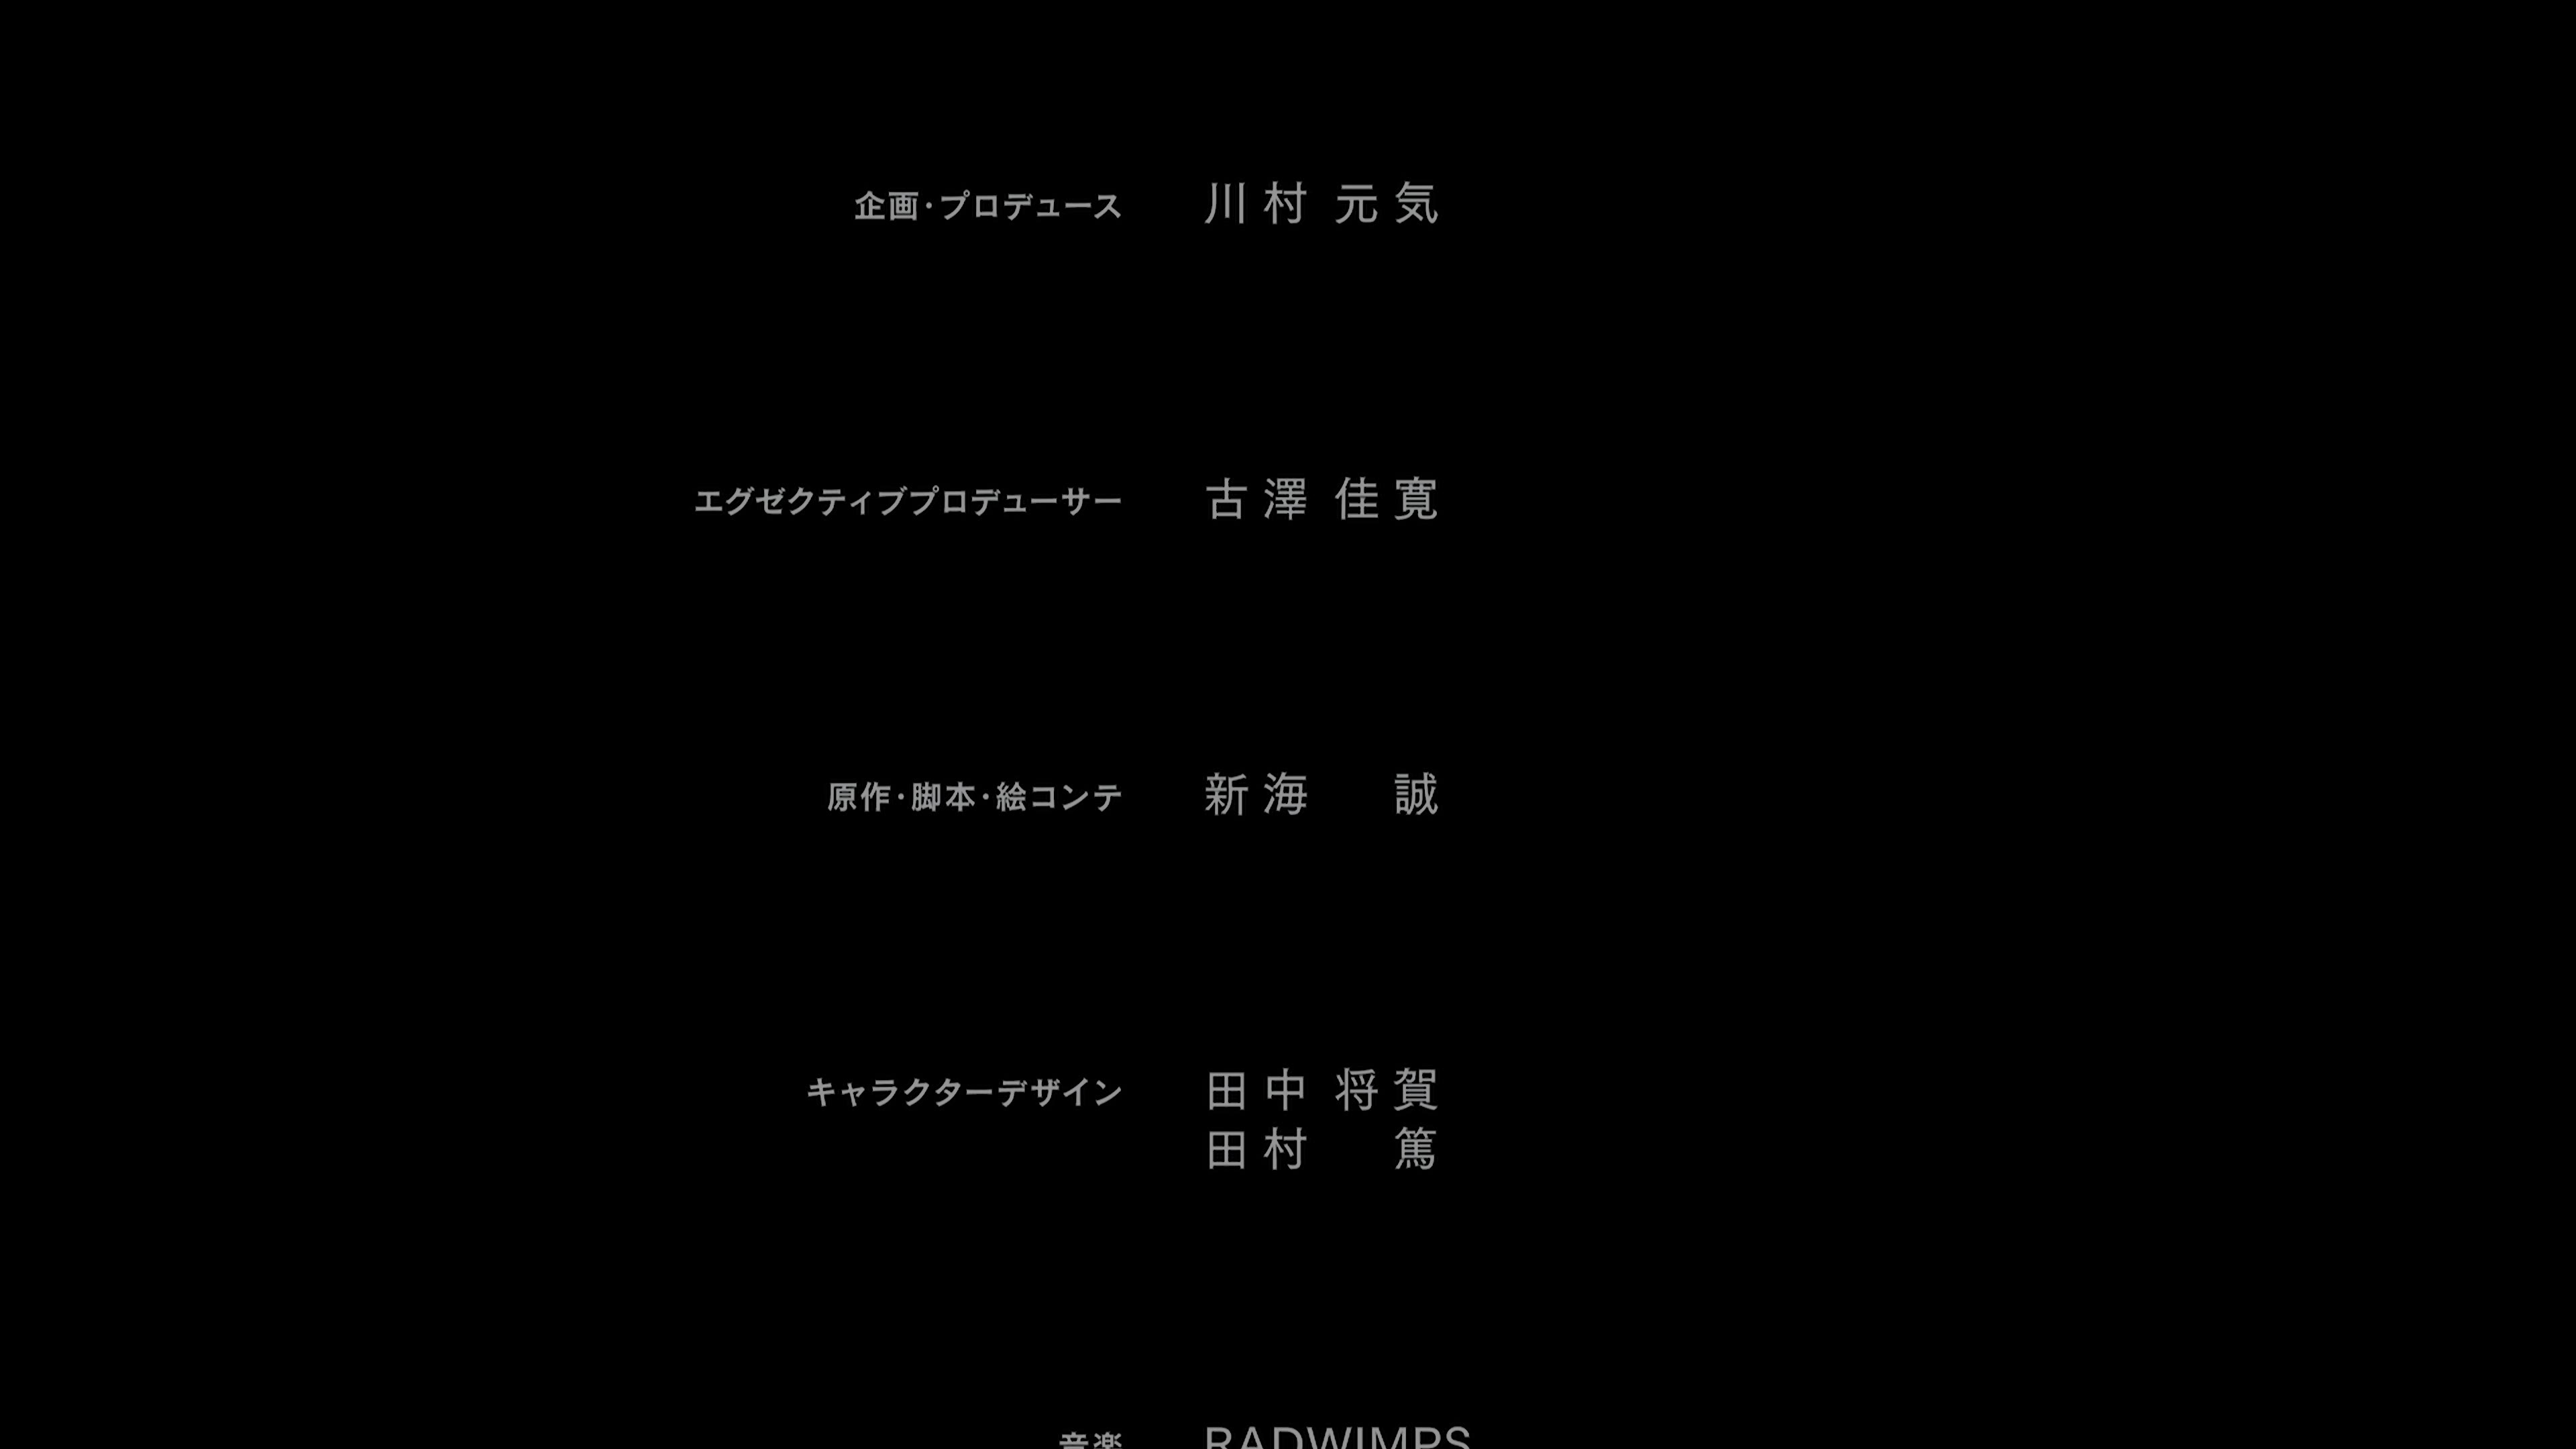 企画・プロデュース 川村 元気
エグゼクティブプロデューサー 古澤 佳寛
原作・脚本・絵コンテ 新海 誠
キャラクターデザイン 田中 将賀
田村 篤
音楽 RADWIMPS